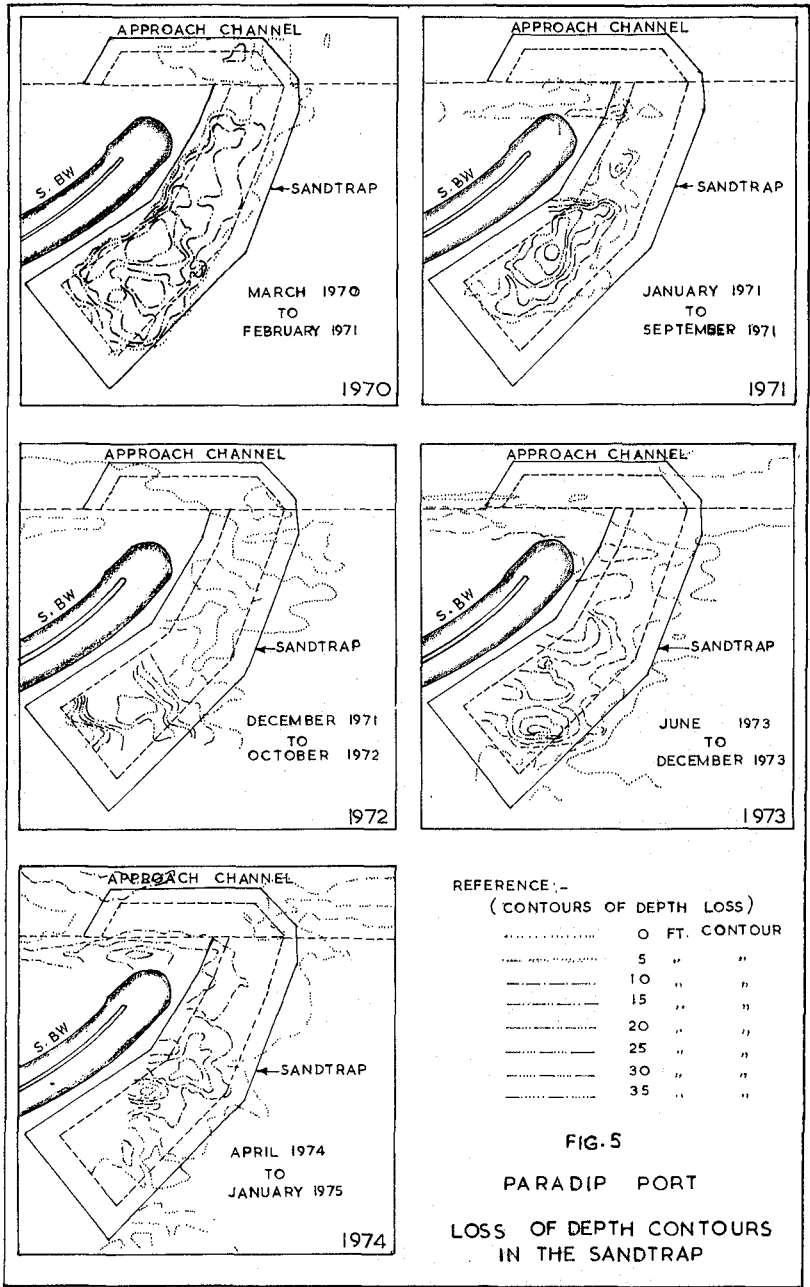 APPROACH CHANNEL
S. BW
SANDTRAP
MARCH 1970
TO
FEBRUARY 1971
1970
APPROACH CHANNEL
S. BW
SANDTRAP
JANUARY 1971
TO
SEPTEMBER 1971
1971
APPROACH CHANNEL
S. BW
SANDTRAP
DECEMBER 1971
TO
OCTOBER 1972
1972
APPROACH CHANNEL
S. BW
SANDTRAP
JUNE 1973
TO
DECEMBER 1973
1973
APPROACH CHANNEL
S. BW
SANDTRAP
APRIL 1974
TO
JANUARY 1975
1974
REFERENCE:-
(CONTOURS OF DEPTH LOSS)
0 FT. CONTOUR
5 " "
10 " "
15 " "
20 " "
25 " "
30 " "
35 " "
FIG. 5
PARADIP PORT
LOSS OF DEPTH CONTOURS
IN THE SANDTRAP